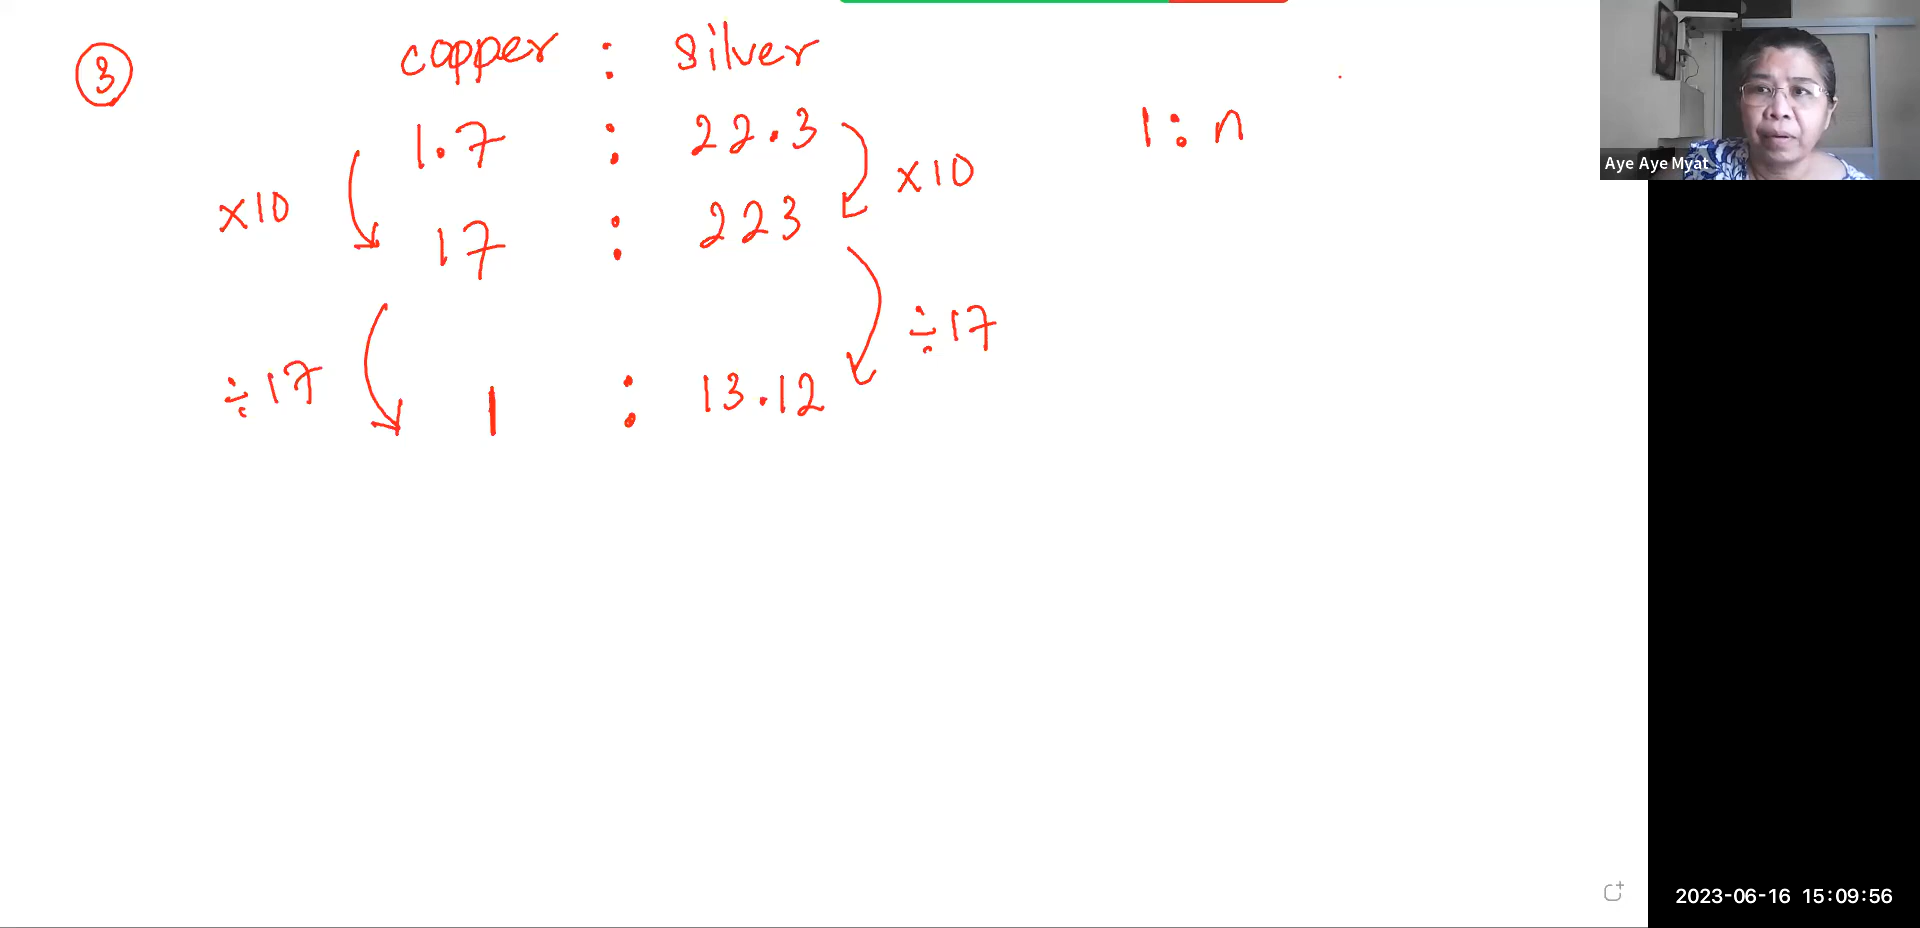 3
copper : silver
1.7 : 22.3
1 : n
×10
×10
17 : 223
÷17
÷17
1 : 13.12
Aye Aye Myat
2023-06-16 15:09:56